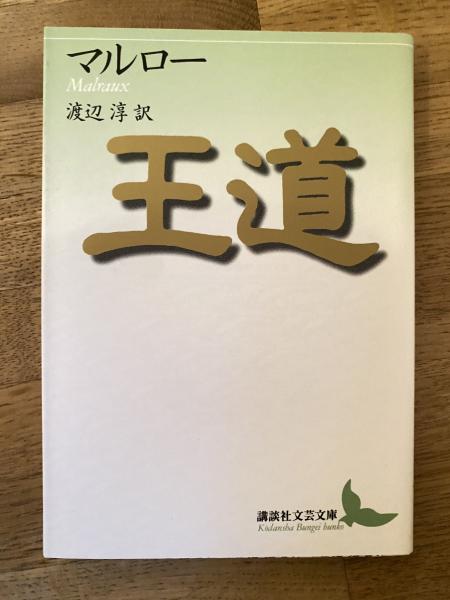 マルロー
Malraux
渡辺 淳 訳
王道
講談社文芸文庫
Kōdansha Bungei bunko